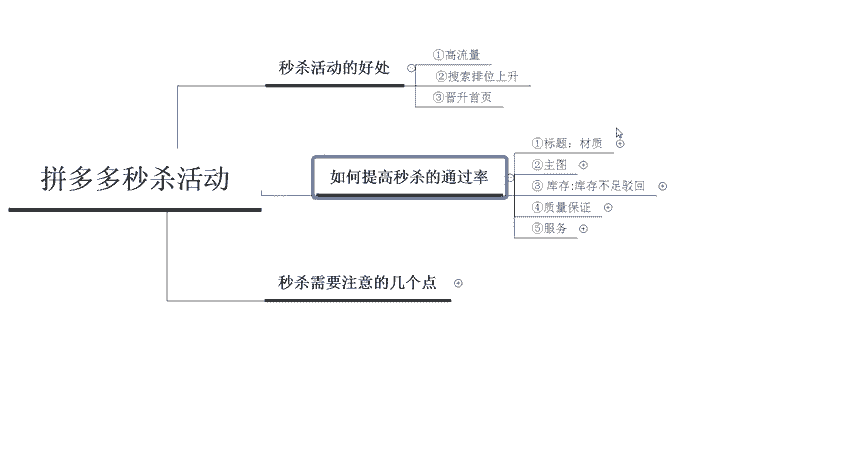 秒杀活动的好处
①高流量
②搜索排位上升
③晋升首页
拼多多秒杀活动
如何提高秒杀的通过率
①标题：材质
②主图
③ 库存:库存不足驳回
④质量保证
⑤服务
秒杀需要注意的几个点